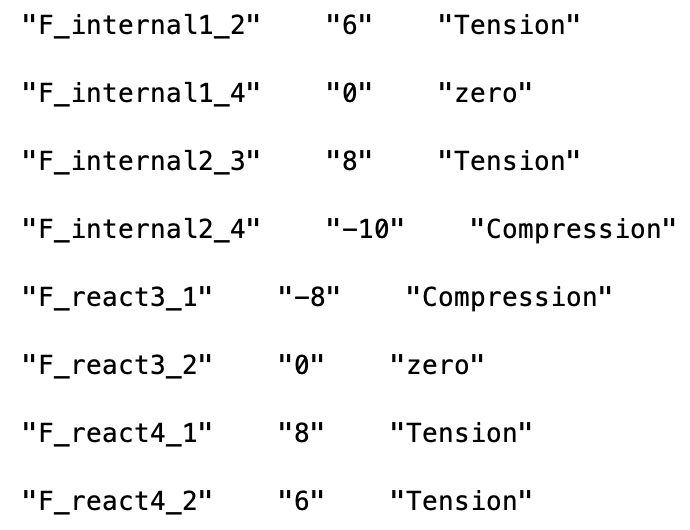 "F_internal1_2"    "6"    "Tension"
"F_internal1_4"    "0"    "zero"
"F_internal2_3"    "8"    "Tension"
"F_internal2_4"    "-10"    "Compression"
"F_react3_1"    "-8"    "Compression"
"F_react3_2"    "0"    "zero"
"F_react4_1"    "8"    "Tension"
"F_react4_2"    "6"    "Tension"